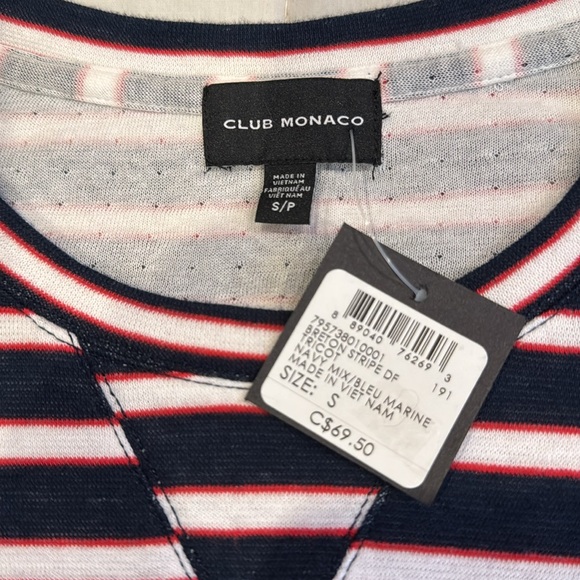 CLUB MONACO
MADE IN
VIETNAM
FABRIQUÉ AU
VIÊT NAM
S/P
8 89040 76269 3
795738010001 191
BRETON STRIPE DF
TRICOT
NAVY MIX/BLEU MARINE
MADE IN VIET NAM
SIZE: S
C$69.50